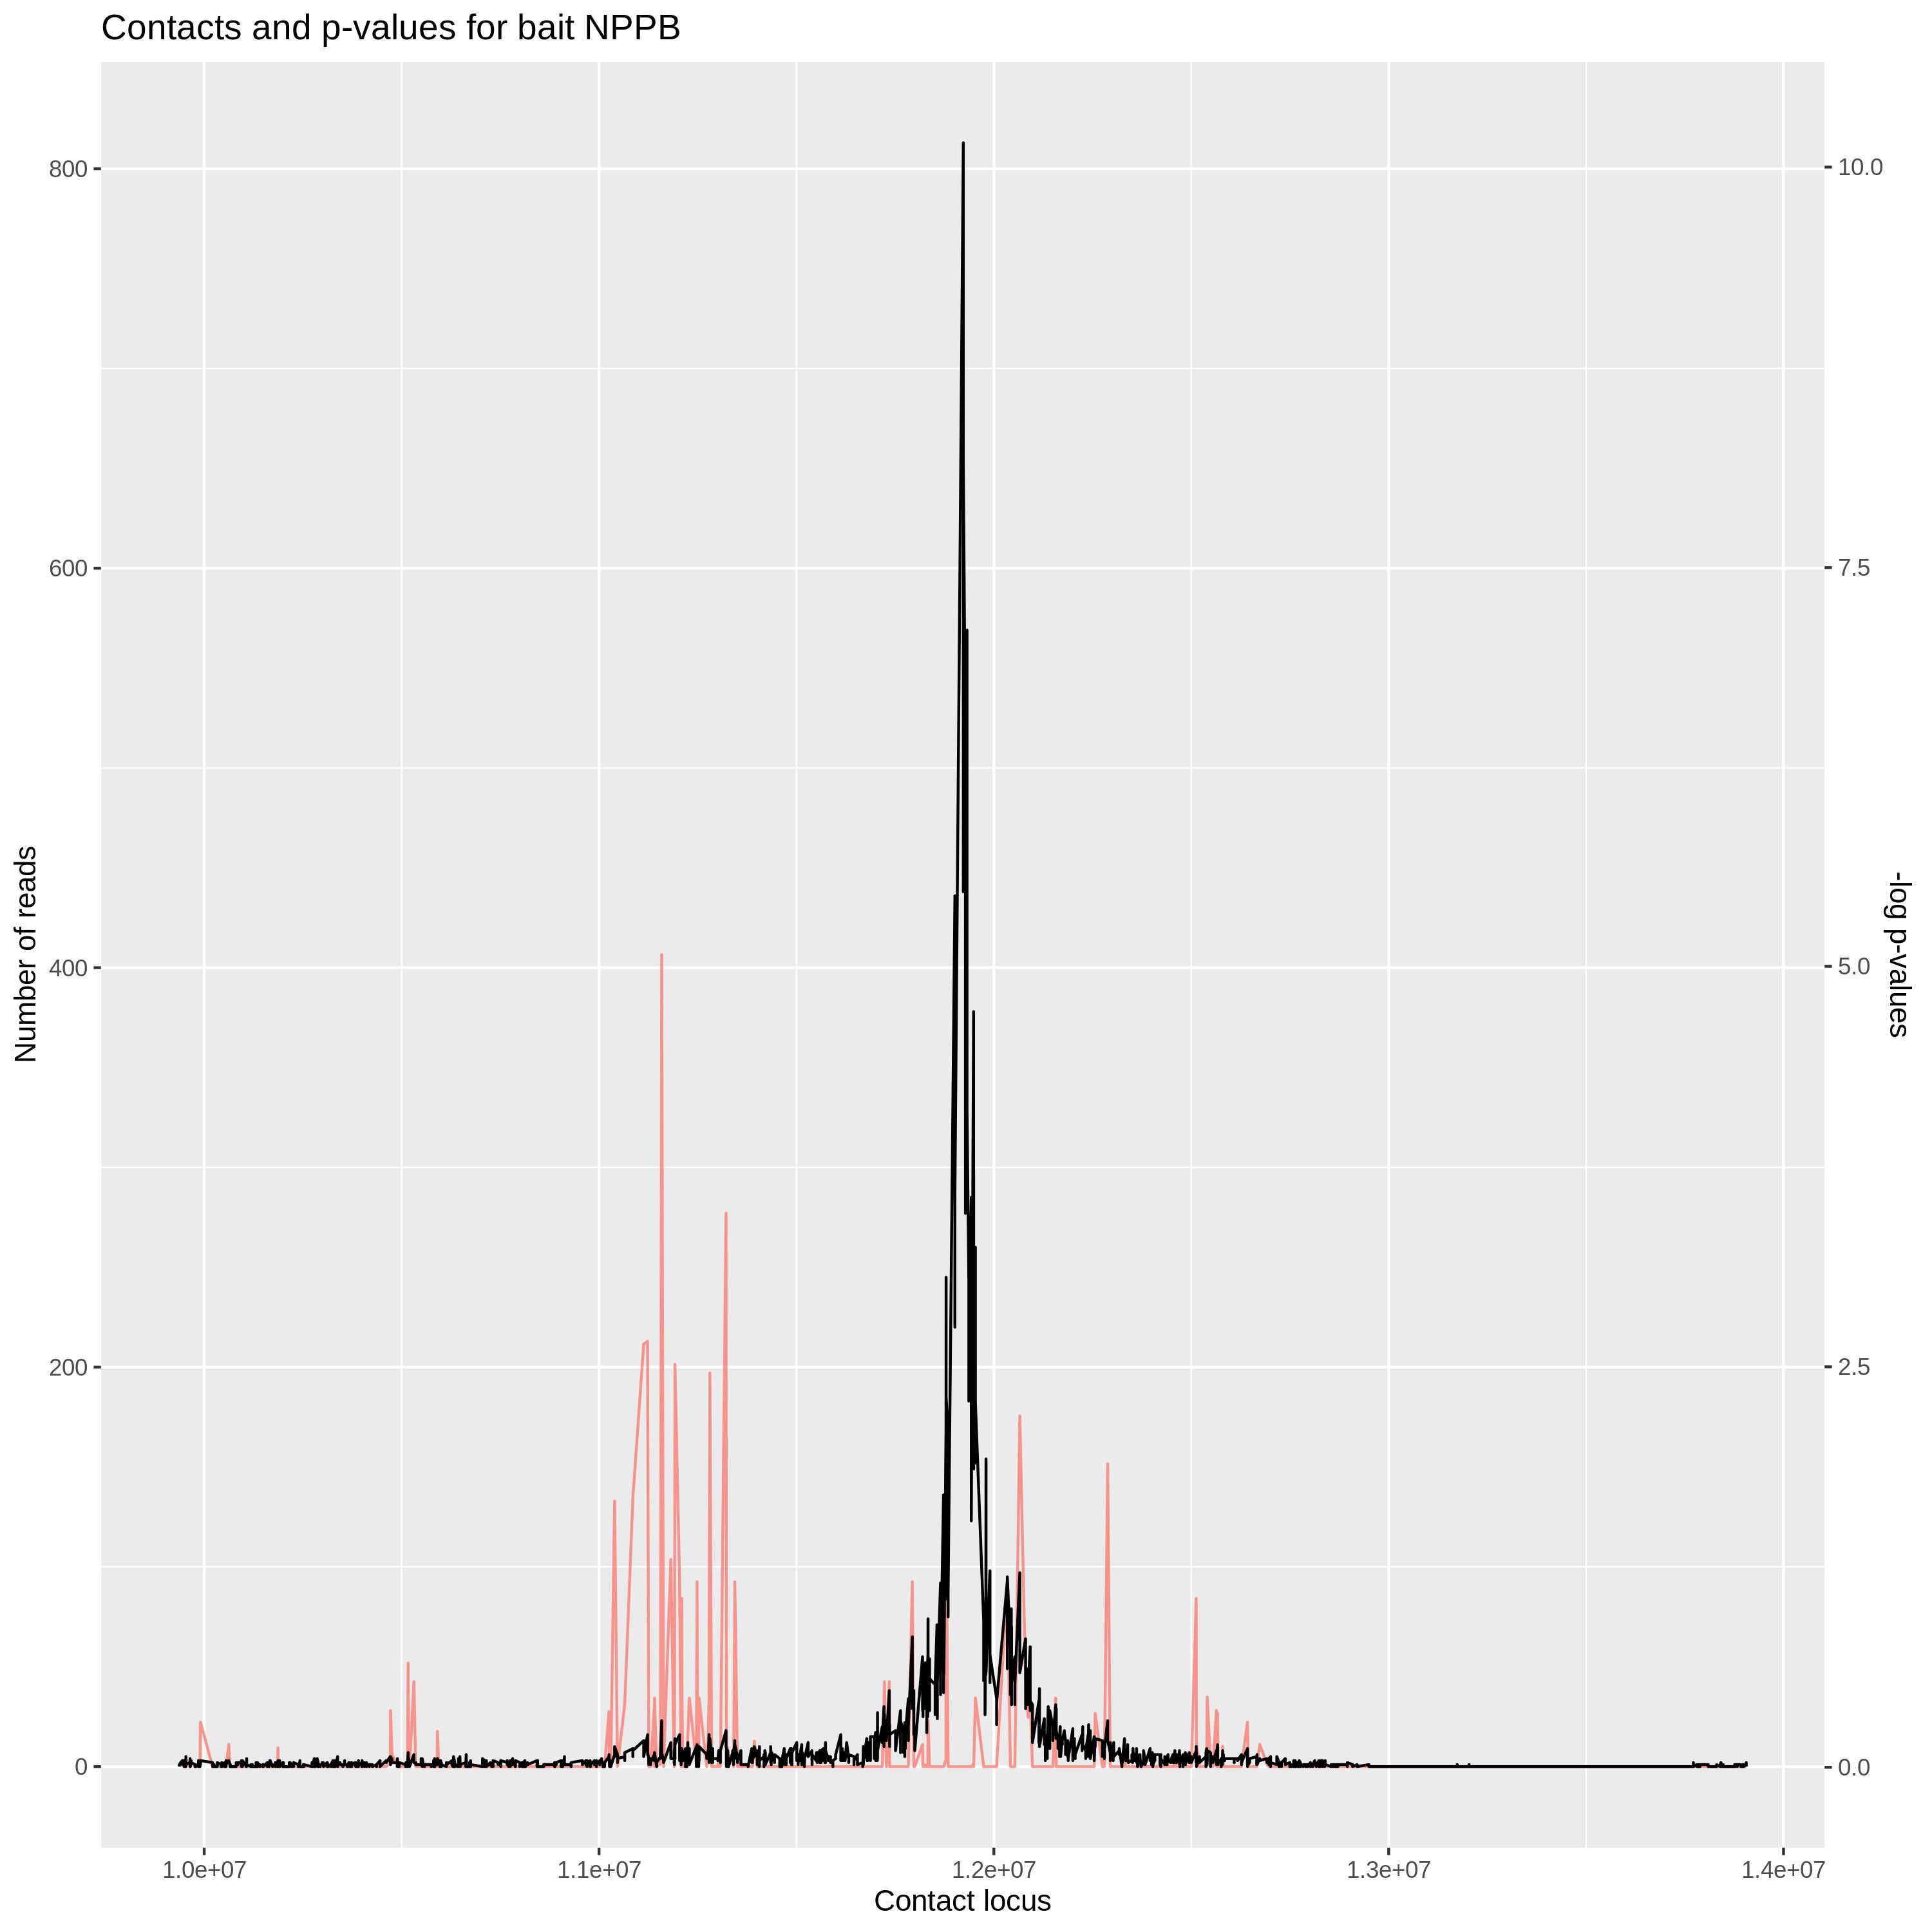 Contacts and p-values for bait NPPB
800
600
400
200
0
Number of reads
10.0
7.5
5.0
2.5
0.0
-log p-values
1.0e+07
1.1e+07
1.2e+07
1.3e+07
1.4e+07
Contact locus